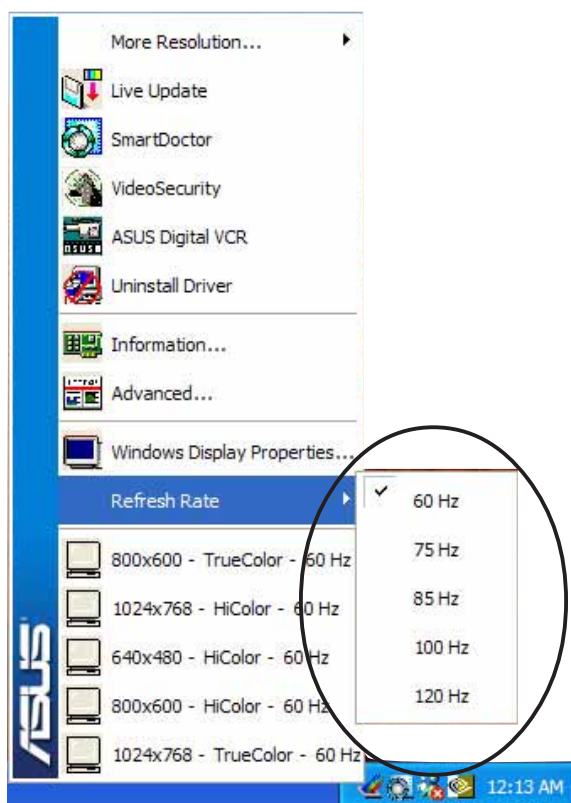 More Resolution...
Live Update
SmartDoctor
VideoSecurity
ASUS Digital VCR
Uninstall Driver
Information...
Advanced...
Windows Display Properties...
Refresh Rate
60 Hz
75 Hz
85 Hz
100 Hz
120 Hz
800x600 - TrueColor - 60 Hz
1024x768 - HiColor - 60 Hz
640x480 - HiColor - 60 Hz
800x600 - HiColor - 60 Hz
1024x768 - TrueColor - 60 Hz
ASUS
12:13 AM